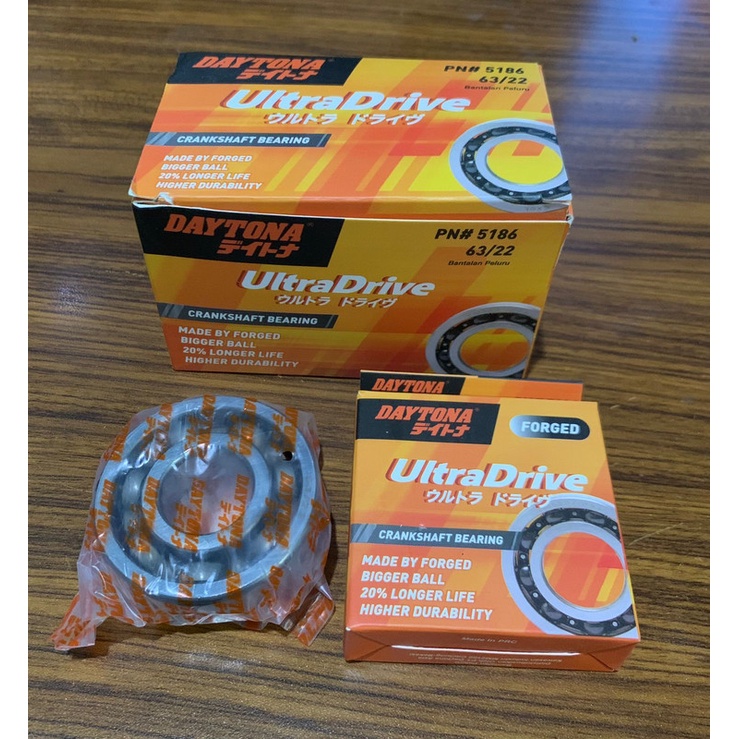 DAYTONA
デイトナ
PN# 5186
63/22
Bantalan Peluru
UltraDrive
ウルトラ ドライヴ
CRANKSHAFT BEARING
MADE BY FORGED
BIGGER BALL
20% LONGER LIFE
HIGHER DURABILITY
DAYTONA
デイトナ
PN# 5186
63/22
Bantalan Peluru
UltraDrive
ウルトラ ドライヴ
CRANKSHAFT BEARING
MADE BY FORGED
BIGGER BALL
20% LONGER LIFE
HIGHER DURABILITY
DAYTONA
DAYTONA
デイトナ
FORGED
UltraDrive
ウルトラ ドライヴ
CRANKSHAFT BEARING
MADE BY FORGED
BIGGER BALL
20% LONGER LIFE
HIGHER DURABILITY
Made in PRC
DAYTONA
デイトナ